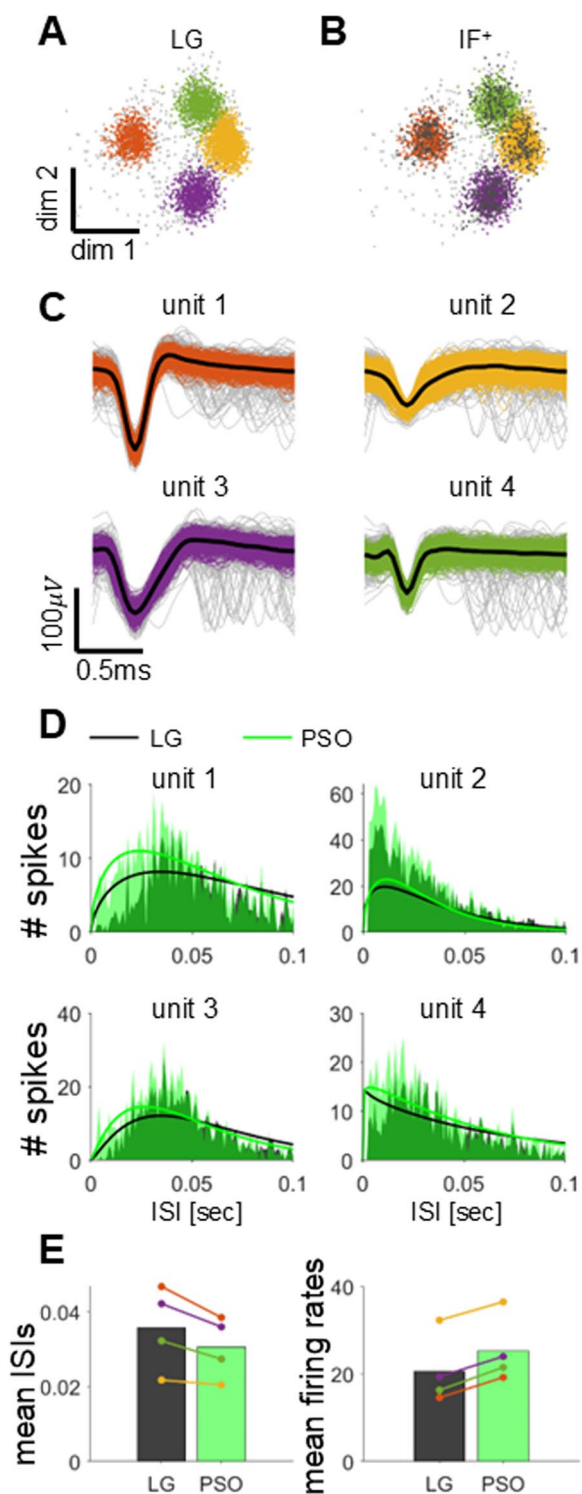 A
LG
B
IF+
dim 2
dim 1
C
unit 1
unit 2
unit 3
unit 4
100μV
0.5ms
D
LG
PSO
unit 1
unit 2
# spikes
20
10
0
0
0.05
0.1
60
40
20
0
0
0.05
0.1
unit 3
unit 4
# spikes
40
20
0
0
0.05
0.1
ISI [sec]
30
20
10
0
0
0.05
0.1
ISI [sec]
E
mean ISIs
0.04
0.02
0
LG
PSO
mean firing rates
40
20
0
LG
PSO